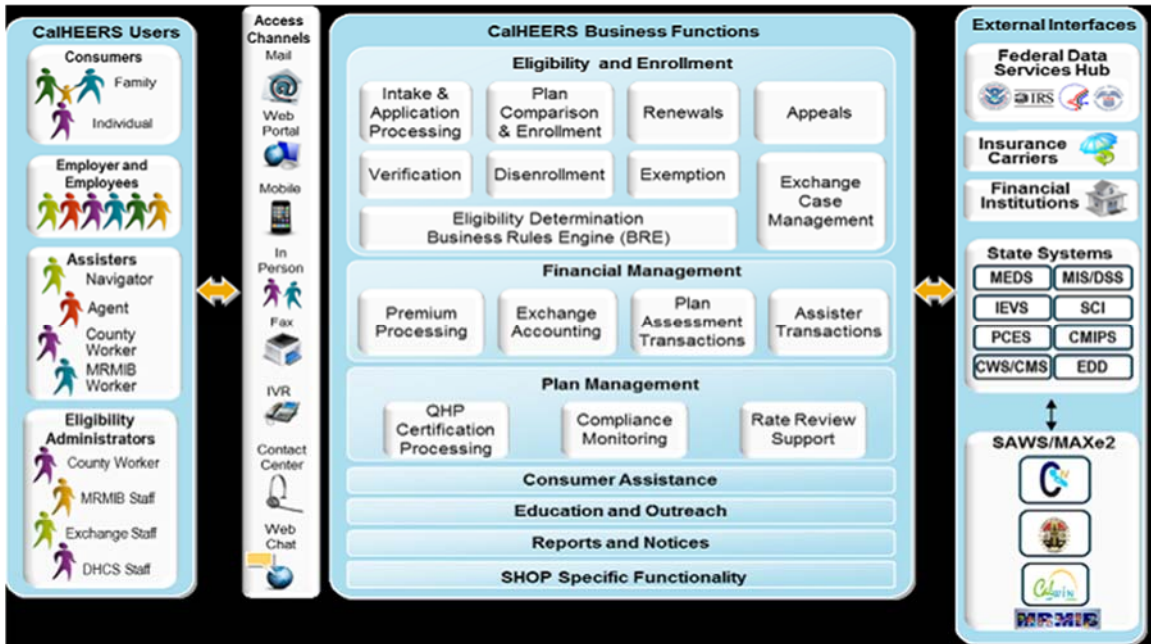 CalHEERS Users
Consumers
Family
Individual
Employer and
Employees
Assisters
Navigator
Agent
County
Worker
MRMIB
Worker
Eligibility
Administrators
County Worker
MRMIB Staff
Exchange Staff
DHCS Staff
Access
Channels
Mail
Web
Portal
Mobile
In
Person
Fax
IVR
Contact
Center
Web
Chat
CalHEERS Business Functions
Eligibility and Enrollment
Intake &
Application
Processing
Plan
Comparison
& Enrollment
Renewals
Appeals
Verification
Disenrollment
Exemption
Exchange
Case
Management
Eligibility Determination
Business Rules Engine (BRE)
Financial Management
Premium
Processing
Exchange
Accounting
Plan
Assessment
Transactions
Assister
Transactions
Plan Management
QHP
Certification
Processing
Compliance
Monitoring
Rate Review
Support
Consumer Assistance
Education and Outreach
Reports and Notices
SHOP Specific Functionality
External Interfaces
Federal Data
Services Hub
IRS
Insurance
Carriers
Financial
Institutions
State Systems
MEDS
MIS/DSS
IEVS
SCI
PCES
CMIPS
CWS/CMS
EDD
SAWS/MAXe2
C IV
CalWIN
MRMIB